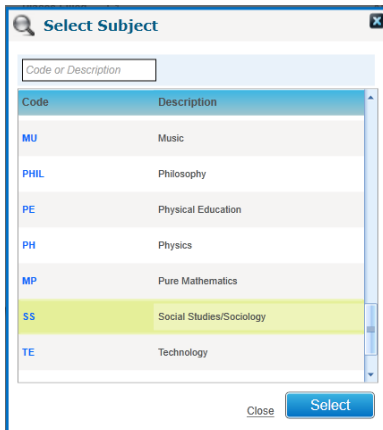 Select Subject
Code or Description
Code Description
MU Music
PHIL Philosophy
PE Physical Education
PH Physics
MP Pure Mathematics
SS Social Studies/Sociology
TE Technology
Close Select